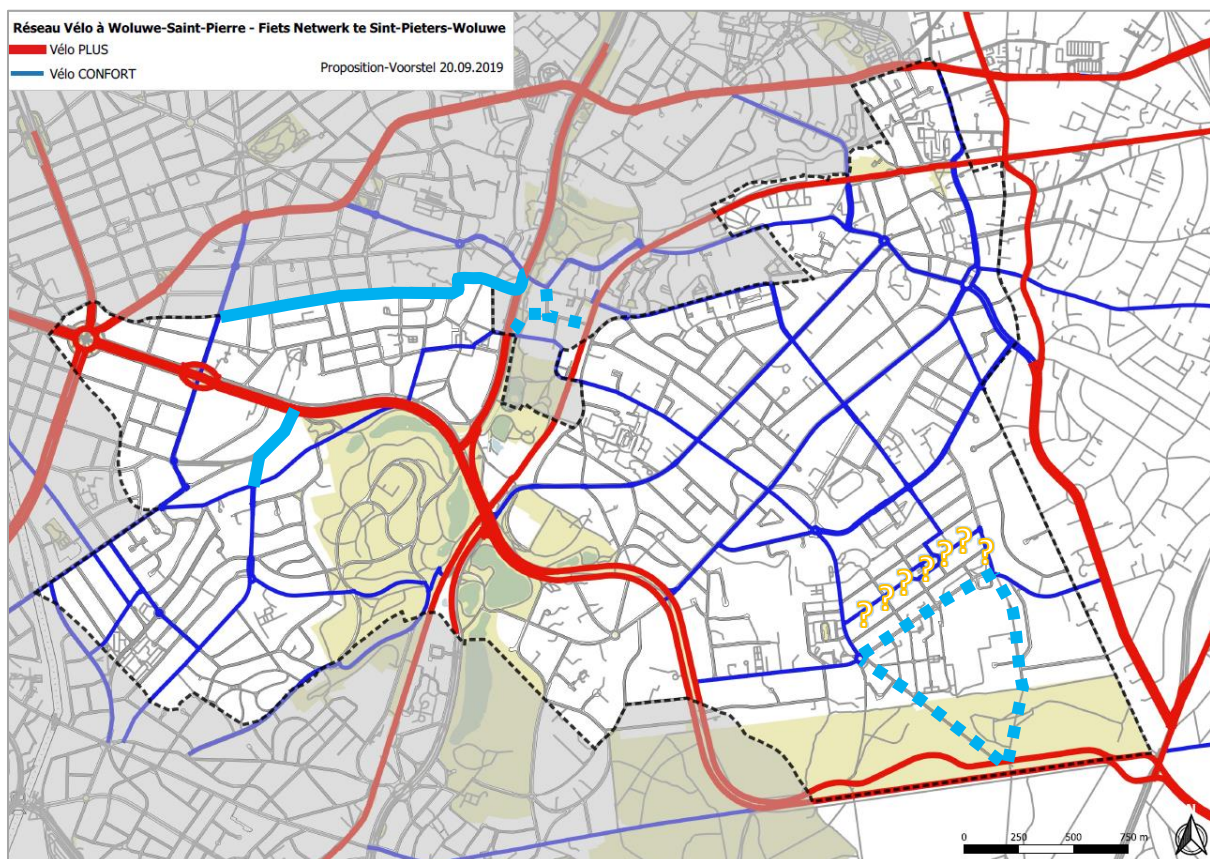 Réseau Vélo à Woluwe-Saint-Pierre - Fiets Netwerk te Sint-Pieters-Woluwe
Vélo PLUS
Vélo CONFORT
Proposition-Voorstel 20.09.2019
? ? ? ? ? ? ?
N
0 250 500 750 m